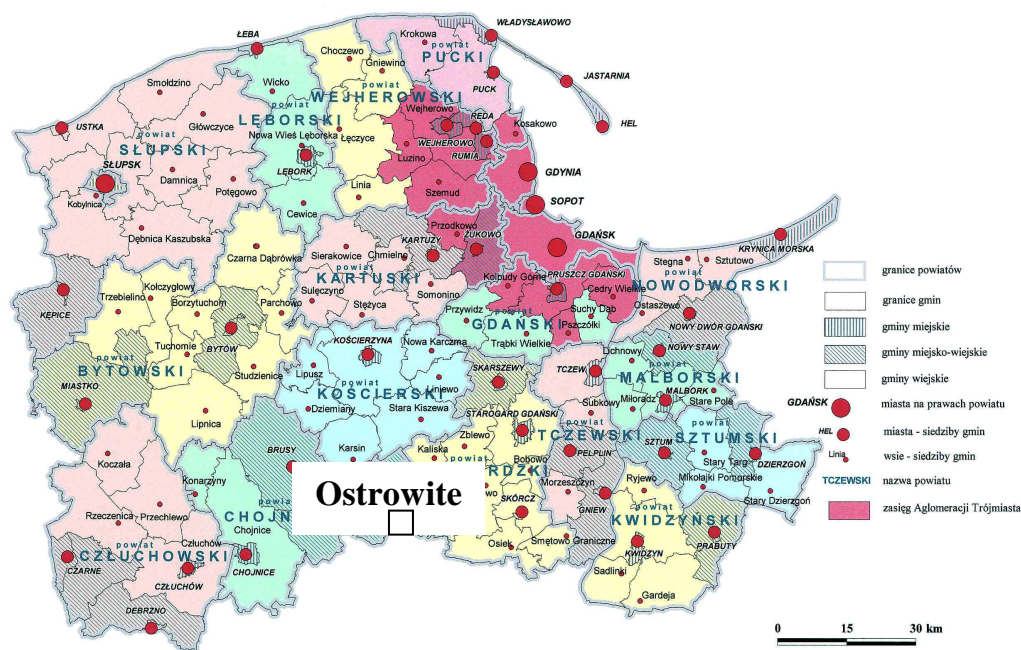 WŁADYSŁAWOWO
Krokowa
powiat
PUCKI
ŁEBA
Choczewo
Gniewino
JASTARNIA
PUCK
Wicko
powiat
WEJHEROWSKI
Smołdzino
HEL
Wejherowo
REDA
Kosakowo
powiat
LĘBORSKI
USTKA
Główczyce
Nowa Wieś Lęborska
Łęczyce
WEJHEROWO
RUMIA
powiat
SŁUPSKI
SŁUPSK
LĘBORK
Luzino
GDYNIA
Damnica
Potęgowo
Linia
Szemud
Kobylnica
SOPOT
Cewice
Dębnica Kaszubska
Przodkowo
ŻUKOWO
GDAŃSK
KARTUZY
KRYNICA MORSKA
Czarna Dąbrówka
Sierakowice
Chmielno
Stegna
Sztutowo
powiat
KARTUSKI
Kolbudy Górne
PRUSZCZ GDAŃSKI
powiat
NOWODWORSKI
Kołczygłowy
Trzebielino
Borzytuchom
Parchowo
Sulęczyno
Somonino
Stężyca
Cedry Wielkie
Ostaszewo
KĘPICE
Przywidz
powiat
GDAŃSKI
Suchy Dąb
Pszczółki
Trąbki Wielkie
NOWY DWÓR GDAŃSKI
Tuchomie
BYTÓW
KOŚCIERZYNA
Nowa Karczma
NOWY STAW
Lichnowy
powiat
BYTOWSKI
Studzienice
Lipusz
powiat
KOŚCIERSKI
Liniewo
SKARSZEWY
TCZEW
powiat
MALBORSKI
MALBORK
MIASTKO
Dziemiany
Stara Kiszewa
Subkowy
Miłoradz
Stare Pole
Lipnica
STAROGARD GDAŃSKI
powiat
TCZEWSKI
powiat
SZTUMSKI
Karsin
Zblewo
Kaliska
BRUSY
Bobowo
PELPLIN
SZTUM
Stary Targ
DZIERZGOŃ
Koczała
powiat
RDZKI
Konarzyny
Mikołajki Pomorskie
Ryjewo
Morzeszczyn
Stary Dzierzgoń
Ostrowite
SKÓRCZ
GNIEW
powiat
CHOJN
powiat
KWIDZYŃSKI
Rzeczenica
Przechlewo
Chojnice
Osiek
Smętowo Graniczne
PRABUTY
powiat
CZŁUCHOWSKI
Człuchów
CHOJNICE
KWIDZYN
CZARNE
CZŁUCHÓW
Sadlinki
DEBRZNO
Gardeja
granice powiatów
granice gmin
gminy miejskie
gminy miejsko-wiejskie
gminy wiejskie
GDAŃSK
miasta na prawach powiatu
HEL
miasta - siedziby gmin
Linia
wsie - siedziby gmin
TCZEWSKI
nazwa powiatu
zasięg Aglomeracji Trójmiasta
0 15 30 km